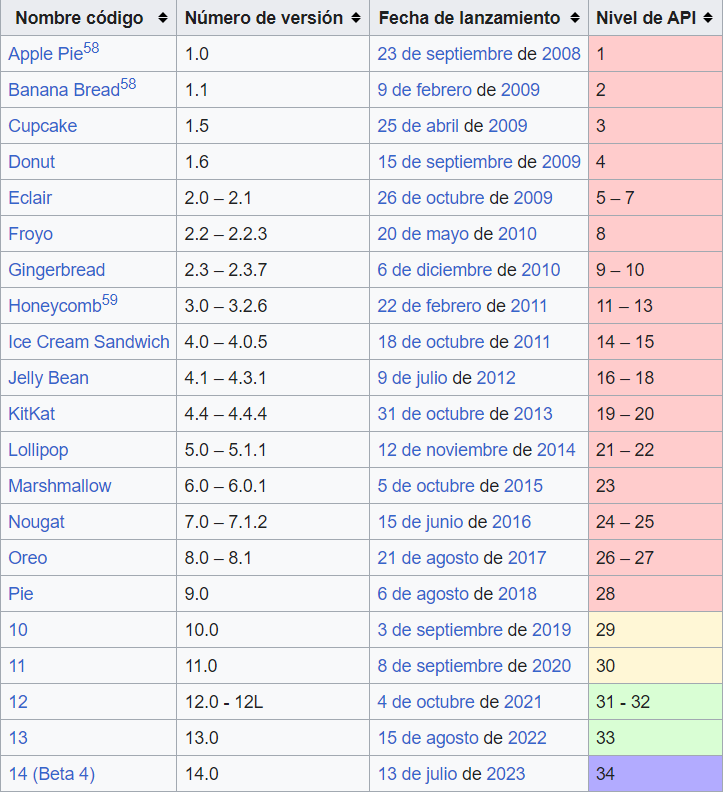 Nombre código Número de versión Fecha de lanzamiento Nivel de API
Apple Pie58 1.0 23 de septiembre de 2008 1
Banana Bread58 1.1 9 de febrero de 2009 2
Cupcake 1.5 25 de abril de 2009 3
Donut 1.6 15 de septiembre de 2009 4
Eclair 2.0 – 2.1 26 de octubre de 2009 5 – 7
Froyo 2.2 – 2.2.3 20 de mayo de 2010 8
Gingerbread 2.3 – 2.3.7 6 de diciembre de 2010 9 – 10
Honeycomb59 3.0 – 3.2.6 22 de febrero de 2011 11 – 13
Ice Cream Sandwich 4.0 – 4.0.5 18 de octubre de 2011 14 – 15
Jelly Bean 4.1 – 4.3.1 9 de julio de 2012 16 – 18
KitKat 4.4 – 4.4.4 31 de octubre de 2013 19 – 20
Lollipop 5.0 – 5.1.1 12 de noviembre de 2014 21 – 22
Marshmallow 6.0 – 6.0.1 5 de octubre de 2015 23
Nougat 7.0 – 7.1.2 15 de junio de 2016 24 – 25
Oreo 8.0 – 8.1 21 de agosto de 2017 26 – 27
Pie 9.0 6 de agosto de 2018 28
10 10.0 3 de septiembre de 2019 29
11 11.0 8 de septiembre de 2020 30
12 12.0 - 12L 4 de octubre de 2021 31 - 32
13 13.0 15 de agosto de 2022 33
14 (Beta 4) 14.0 13 de julio de 2023 34